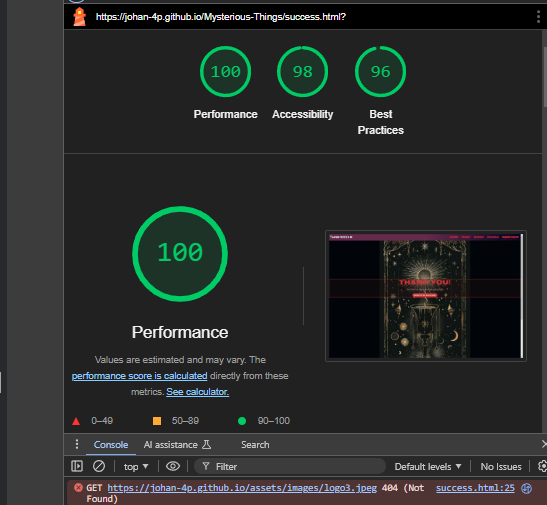 https://johan-4p.github.io/Mysterious-Things/success.html?
100
98
96
Performance
Accessibility
Best
Practices
100
Performance
Values are estimated and may vary. The
performance score is calculated directly from these
metrics. See calculator.
THANK YOU!
0–49
50–89
90–100
Console
AI assistance
Search
top
Filter
Default levels
No Issues
GET https://johan-4p.github.io/assets/images/logo3.jpeg 404 (Not success.html:25
Found)